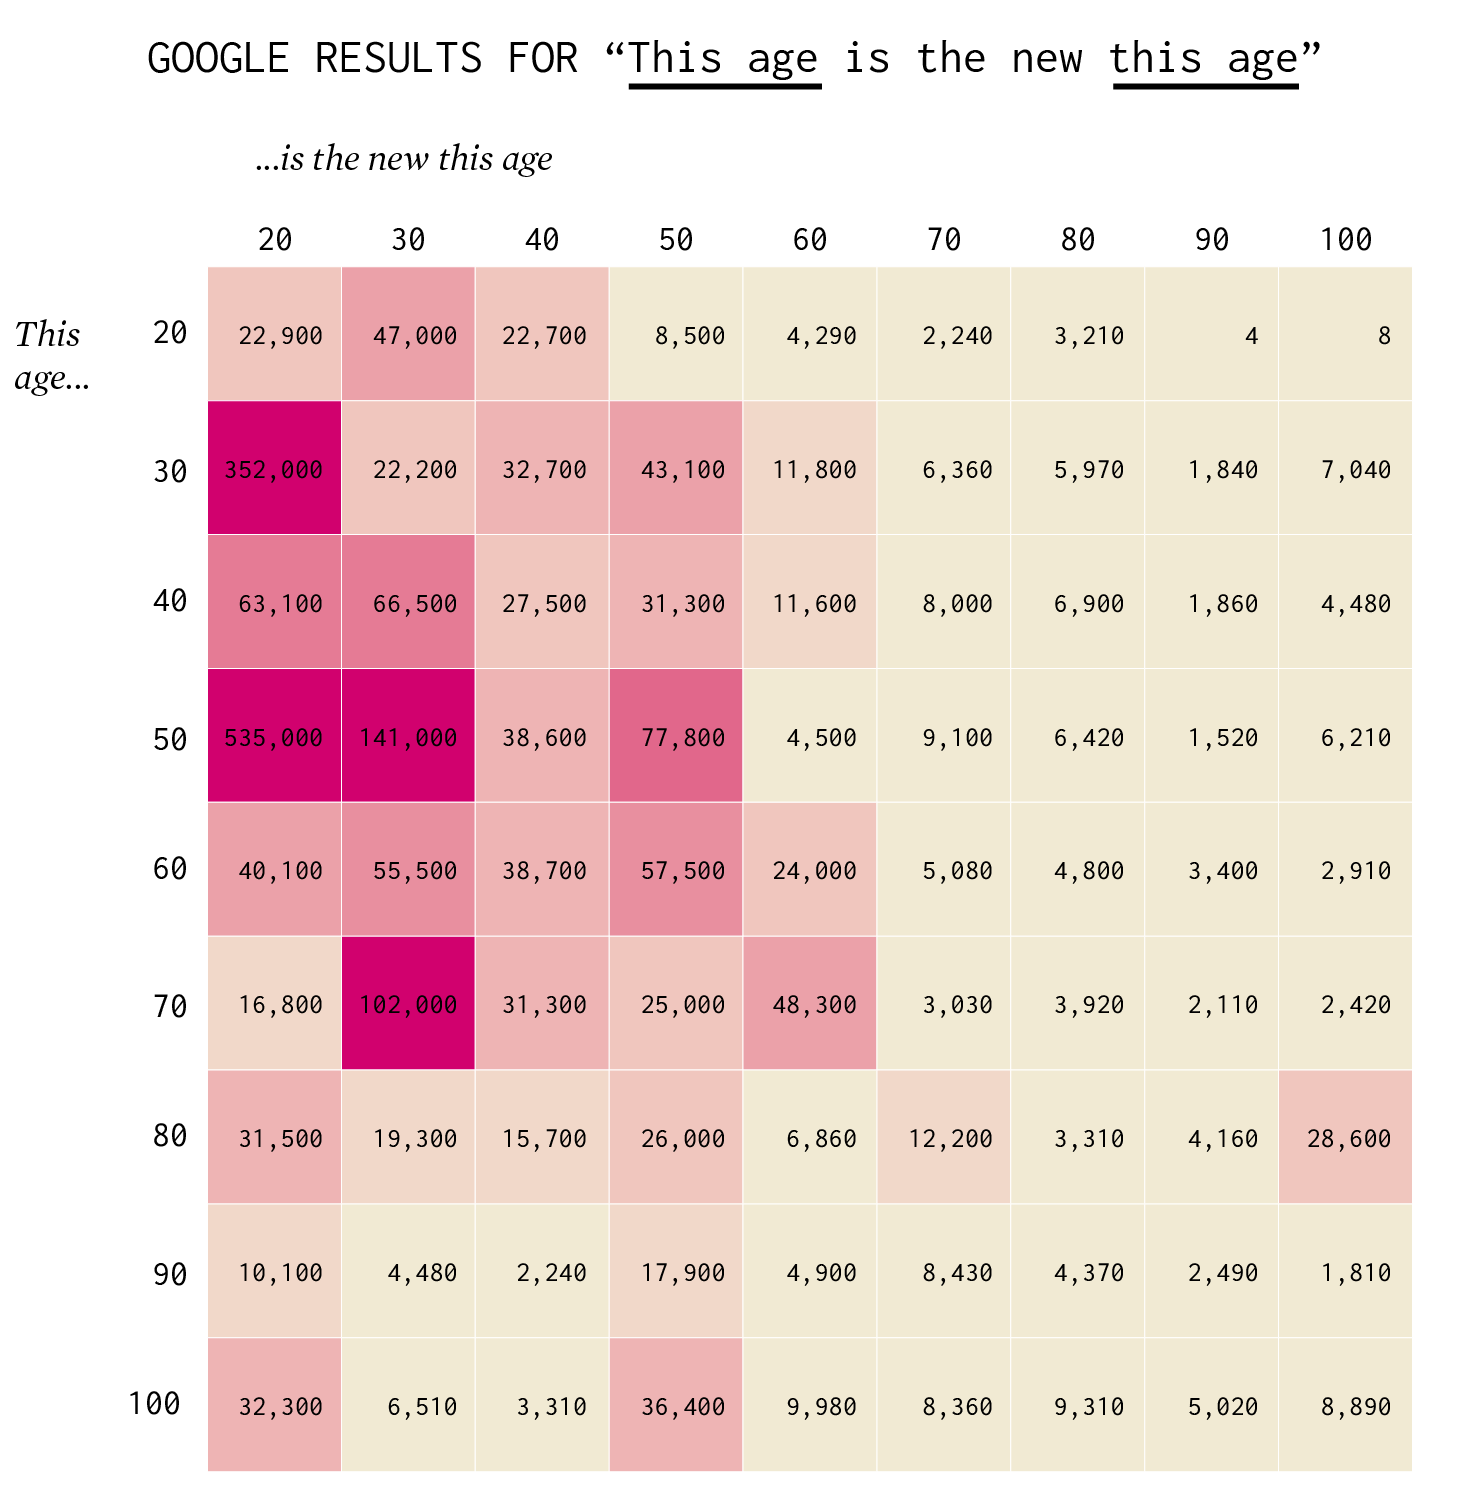 GOOGLE RESULTS FOR “This age is the new this age”
...is the new this age
20 30 40 50 60 70 80 90 100
This age...
20 22,900 47,000 22,700 8,500 4,290 2,240 3,210 4 8
30 352,000 22,200 32,700 43,100 11,800 6,360 5,970 1,840 7,040
40 63,100 66,500 27,500 31,300 11,600 8,000 6,900 1,860 4,480
50 535,000 141,000 38,600 77,800 4,500 9,100 6,420 1,520 6,210
60 40,100 55,500 38,700 57,500 24,000 5,080 4,800 3,400 2,910
70 16,800 102,000 31,300 25,000 48,300 3,030 3,920 2,110 2,420
80 31,500 19,300 15,700 26,000 6,860 12,200 3,310 4,160 28,600
90 10,100 4,480 2,240 17,900 4,900 8,430 4,370 2,490 1,810
100 32,300 6,510 3,310 36,400 9,980 8,360 9,310 5,020 8,890